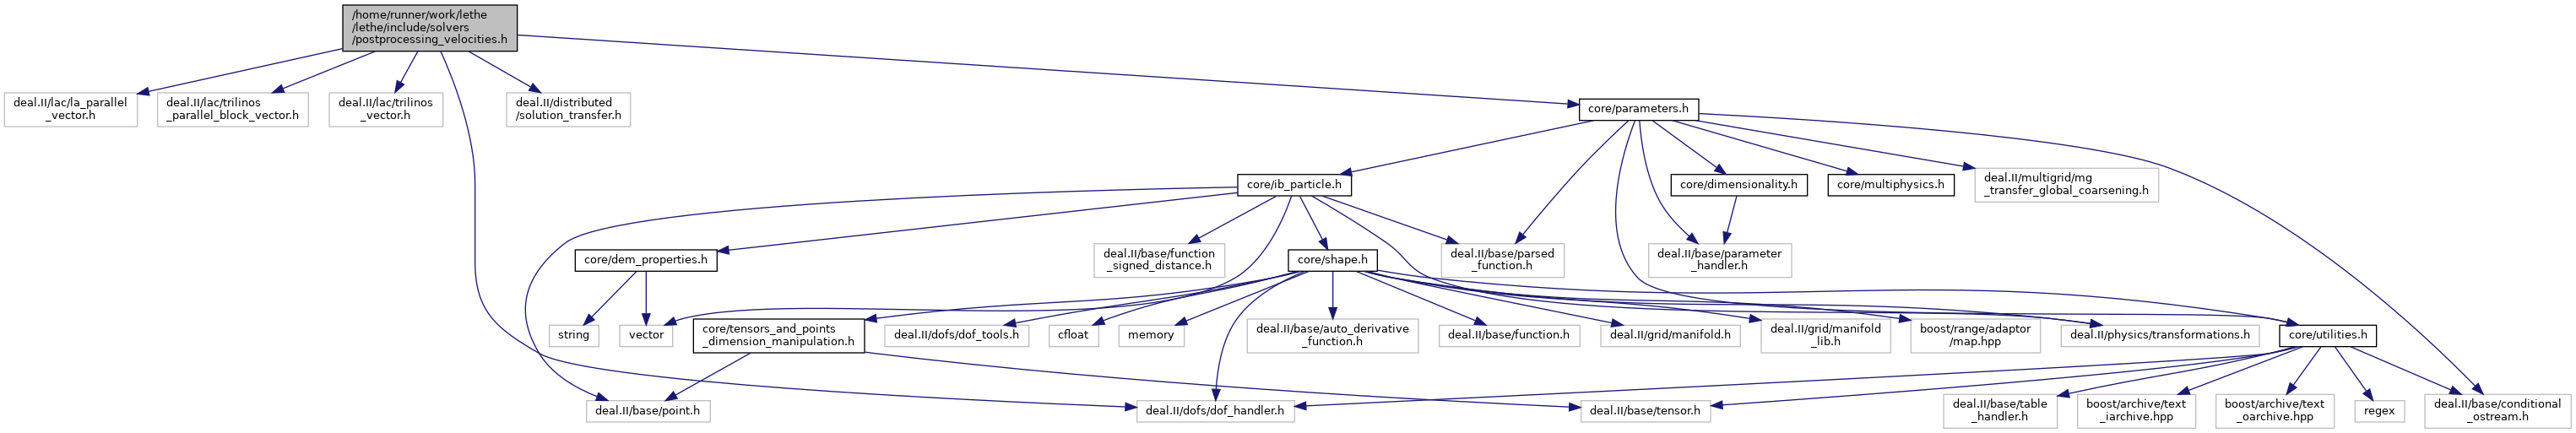 /home/runner/work/lethe
/lethe/include/solvers
/postprocessing_velocities.h
deal.II/lac/la_parallel
_vector.h
deal.II/lac/trilinos
_parallel_block_vector.h
deal.II/lac/trilinos
_vector.h
deal.II/distributed
/solution_transfer.h
core/parameters.h
core/ib_particle.h
core/dimensionality.h
core/multiphysics.h
deal.II/multigrid/mg
_transfer_global_coarsening.h
core/dem_properties.h
deal.II/base/function
_signed_distance.h
core/shape.h
deal.II/base/parsed
_function.h
deal.II/base/parameter
_handler.h
string
vector
core/tensors_and_points
_dimension_manipulation.h
deal.II/dofs/dof_tools.h
cfloat
memory
deal.II/base/auto_derivative
_function.h
deal.II/base/function.h
deal.II/grid/manifold.h
deal.II/grid/manifold
_lib.h
boost/range/adaptor
/map.hpp
deal.II/physics/transformations.h
core/utilities.h
deal.II/base/point.h
deal.II/dofs/dof_handler.h
deal.II/base/tensor.h
deal.II/base/table
_handler.h
boost/archive/text
_iarchive.hpp
boost/archive/text
_oarchive.hpp
regex
deal.II/base/conditional
_ostream.h